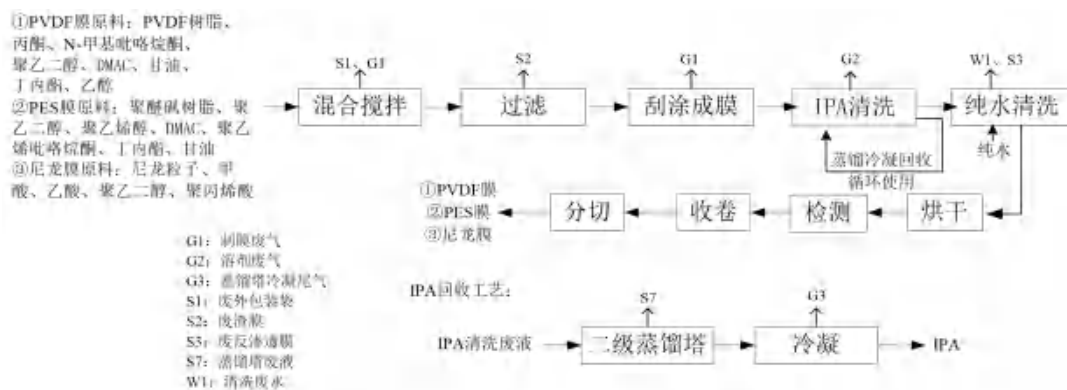 ①PVDF膜原料：PVDF树脂、
丙酮、N-甲基吡咯烷酮、
聚乙二醇、DMAC、甘油、
丁内酯、乙醇
②PES膜原料：聚醚砜树脂、聚
乙二醇、聚乙烯醇、DMAC、聚乙
烯吡咯烷酮、丁内酯、甘油
③尼龙膜原料：尼龙粒子、甲
酸、乙酸、聚乙二醇、聚丙烯酸
S1、G1
混合搅拌
S2
过滤
G1
刮涂成膜
G2
IPA清洗
W1、S3
纯水清洗
蒸馏冷凝回收
循环使用
纯水
①PVDF膜
②PES膜
③尼龙膜
分切
收卷
检测
烘干
G1：制膜废气
G2：溶剂废气
G3：蒸馏塔冷凝尾气
S1：废外包装袋
S2：废渣膜
S3：废反渗透膜
S7：蒸馏塔废液
W1：清洗废水
IPA回收工艺：
IPA清洗废液
S7
二级蒸馏塔
G3
冷凝
IPA